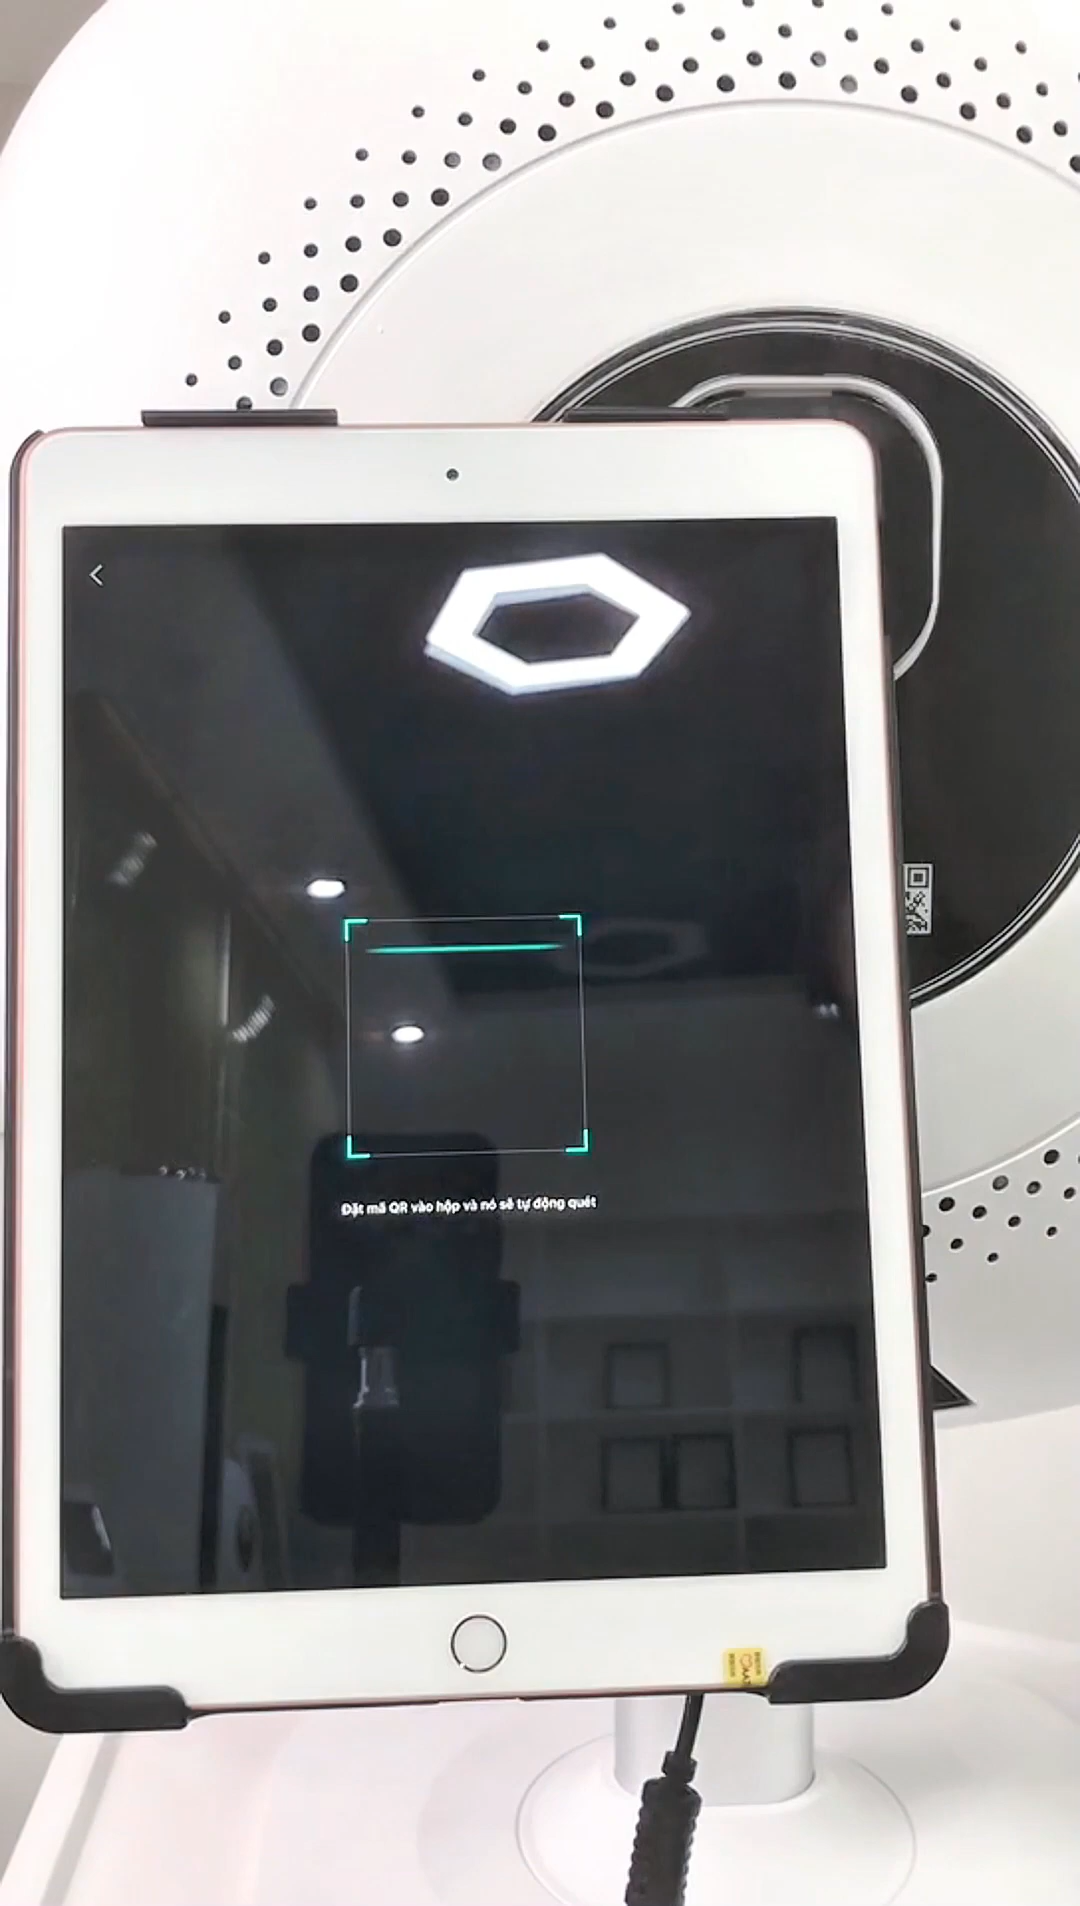 Đặt mã QR vào hộp và nó sẽ tự động quét